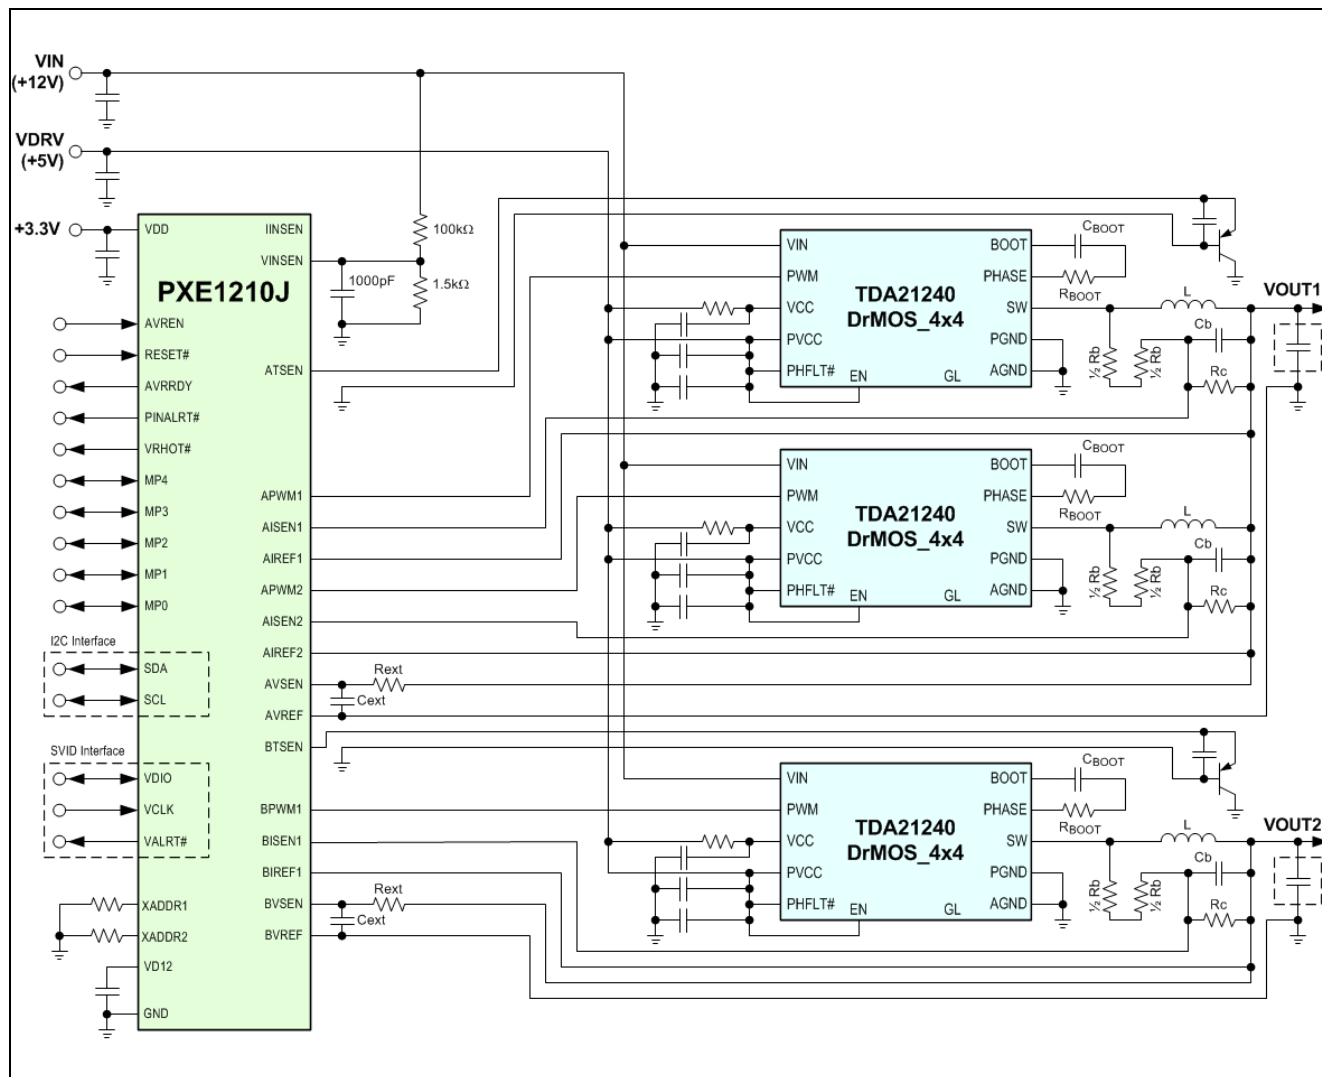 VIN
(+12V)
VDRV
(+5V)
+3.3V
VDD
IINSEN
VINSEN
100kΩ
1000pF
1.5kΩ
PXE1210J
AVREN
RESET#
AVRRDY
PINALRT#
VRHOT#
MP4
MP3
MP2
MP1
MP0
I2C Interface
SDA
SCL
SVID Interface
VDIO
VCLK
VALRT#
XADDR1
XADDR2
VD12
GND
ATSEN
APWM1
AISEN1
AIREF1
APWM2
AISEN2
AIREF2
AVSEN
AVREF
BTSEN
BPWM1
BISEN1
BIREF1
BVSEN
BVREF
Rext
Cext
Rext
Cext
VIN
PWM
VCC
PVCC
PHFLT#
EN
GL
TDA21240
DrMOS_4x4
BOOT
PHASE
SW
PGND
AGND
CBOOT
RBOOT
L
VOUT1
Cb
½ Rb
½ Rb
Rc
VIN
PWM
VCC
PVCC
PHFLT#
EN
GL
TDA21240
DrMOS_4x4
BOOT
PHASE
SW
PGND
AGND
CBOOT
RBOOT
L
Cb
½ Rb
½ Rb
Rc
VIN
PWM
VCC
PVCC
PHFLT#
EN
GL
TDA21240
DrMOS_4x4
BOOT
PHASE
SW
PGND
AGND
CBOOT
RBOOT
L
VOUT2
Cb
½ Rb
½ Rb
Rc